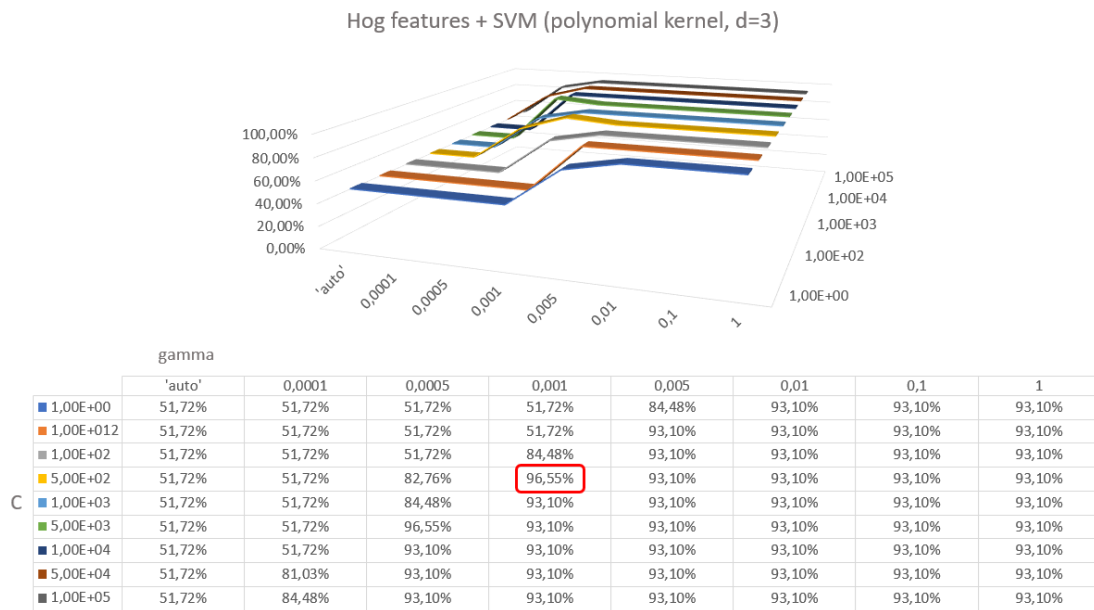 Hog features + SVM (polynomial kernel, d=3)
100,00%
80,00%
60,00%
40,00%
20,00%
0,00%
'auto'
0,0001
0,0005
0,001
0,005
0,01
0,1
1
1,00E+05
1,00E+04
1,00E+03
1,00E+02
1,00E+00
gamma
'auto' 0,0001 0,0005 0,001 0,005 0,01 0,1 1
1,00E+00 51,72% 51,72% 51,72% 51,72% 84,48% 93,10% 93,10% 93,10%
1,00E+012 51,72% 51,72% 51,72% 51,72% 93,10% 93,10% 93,10% 93,10%
1,00E+02 51,72% 51,72% 51,72% 84,48% 93,10% 93,10% 93,10% 93,10%
5,00E+02 51,72% 51,72% 82,76% 96,55% 93,10% 93,10% 93,10% 93,10%
C
1,00E+03 51,72% 51,72% 84,48% 93,10% 93,10% 93,10% 93,10% 93,10%
5,00E+03 51,72% 51,72% 96,55% 93,10% 93,10% 93,10% 93,10% 93,10%
1,00E+04 51,72% 51,72% 93,10% 93,10% 93,10% 93,10% 93,10% 93,10%
5,00E+04 51,72% 81,03% 93,10% 93,10% 93,10% 93,10% 93,10% 93,10%
1,00E+05 51,72% 84,48% 93,10% 93,10% 93,10% 93,10% 93,10% 93,10%